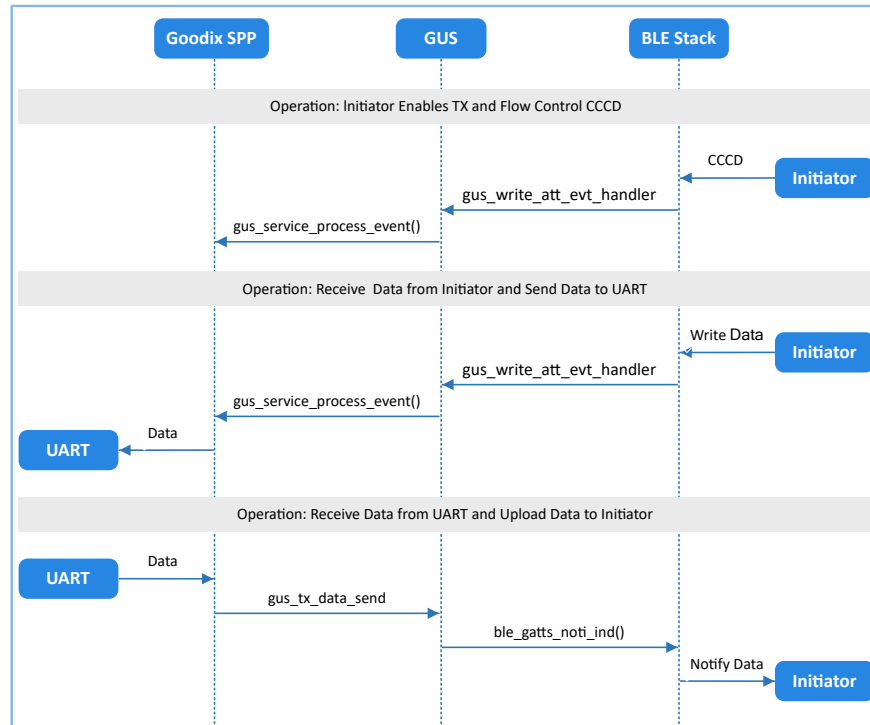 Goodix SPP
GUS
BLE Stack
Operation: Initiator Enables TX and Flow Control CCCD
CCCD
Initiator
gus_write_att_evt_handler
gus_service_process_event()
Operation: Receive  Data from Initiator and Send Data to UART
Write Data
Initiator
gus_write_att_evt_handler
gus_service_process_event()
Data
UART
Operation: Receive Data from UART and Upload Data to Initiator
Data
UART
gus_tx_data_send
ble_gatts_noti_ind()
Notify Data
Initiator